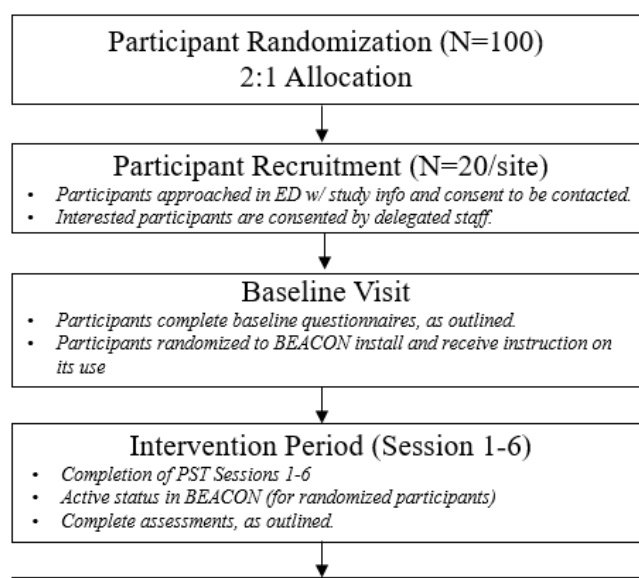 Participant Randomization (N=100)
2:1 Allocation
Participant Recruitment (N=20/site)
• Participants approached in ED w/ study info and consent to be contacted.
• Interested participants are consented by delegated staff.
Baseline Visit
• Participants complete baseline questionnaires, as outlined.
• Participants randomized to BEACON install and receive instruction on
its use
Intervention Period (Session 1-6)
• Completion of PST Sessions 1-6
• Active status in BEACON (for randomized participants)
• Complete assessments, as outlined.